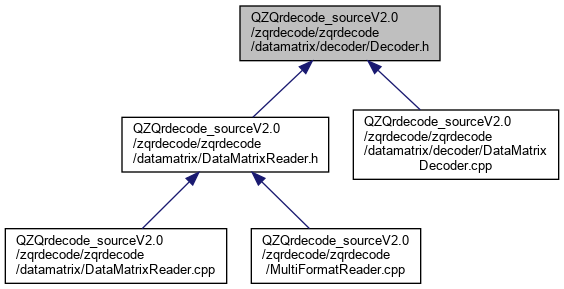 QZQrdecode_sourceV2.0
/zqrdecode/zqrdecode
/datamatrix/decoder/Decoder.h
QZQrdecode_sourceV2.0
/zqrdecode/zqrdecode
/datamatrix/DataMatrixReader.h
QZQrdecode_sourceV2.0
/zqrdecode/zqrdecode
/datamatrix/decoder/DataMatrix
Decoder.cpp
QZQrdecode_sourceV2.0
/zqrdecode/zqrdecode
/datamatrix/DataMatrixReader.cpp
QZQrdecode_sourceV2.0
/zqrdecode/zqrdecode
/MultiFormatReader.cpp